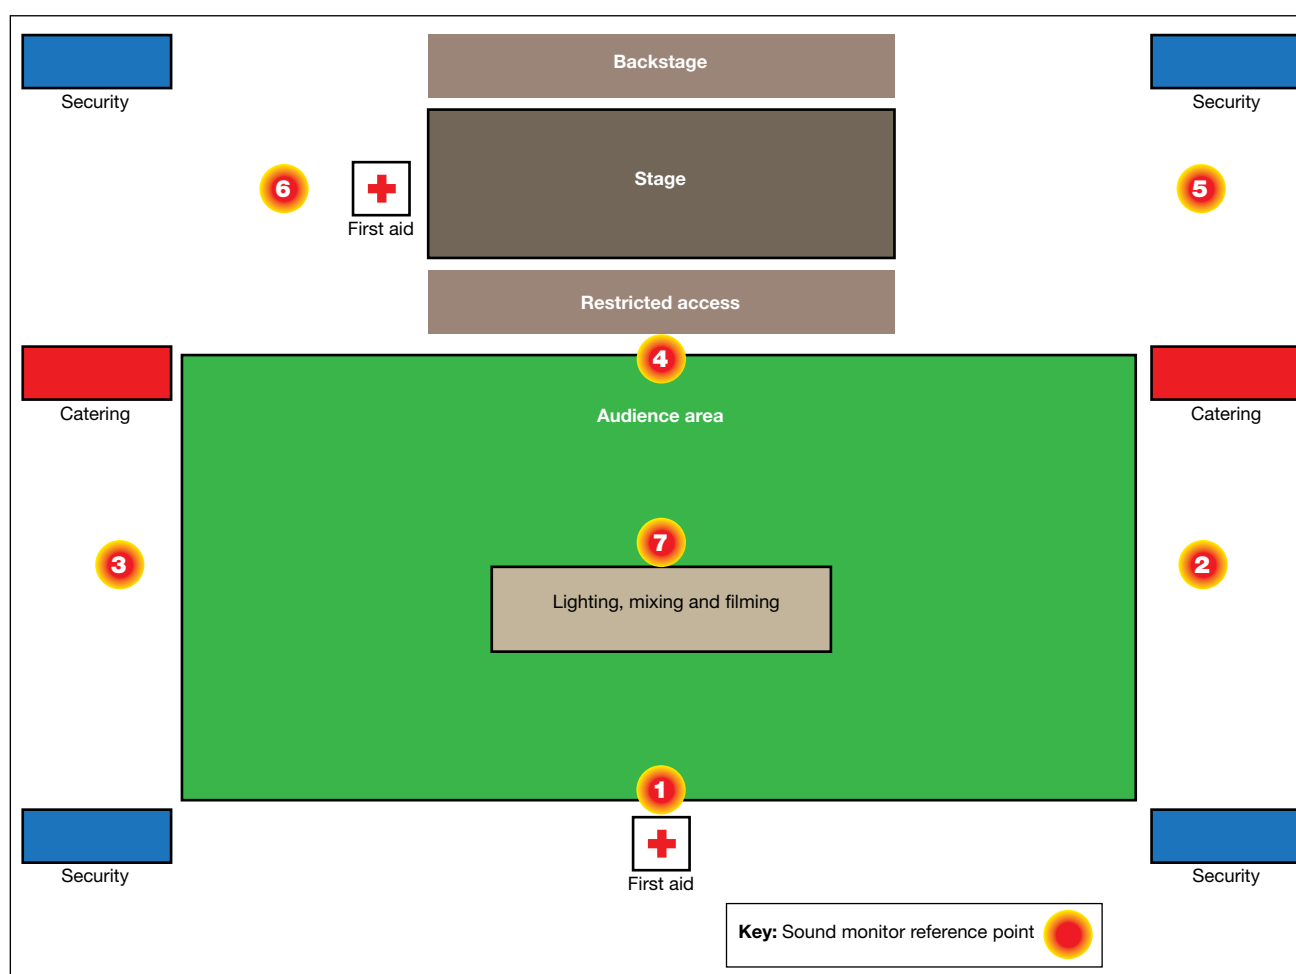 Backstage
Security
Security
Stage
6
5
First aid
Restricted access
4
Catering
Audience area
Catering
7
3
2
Lighting, mixing and filming
1
Security
First aid
Security
Key: Sound monitor reference point